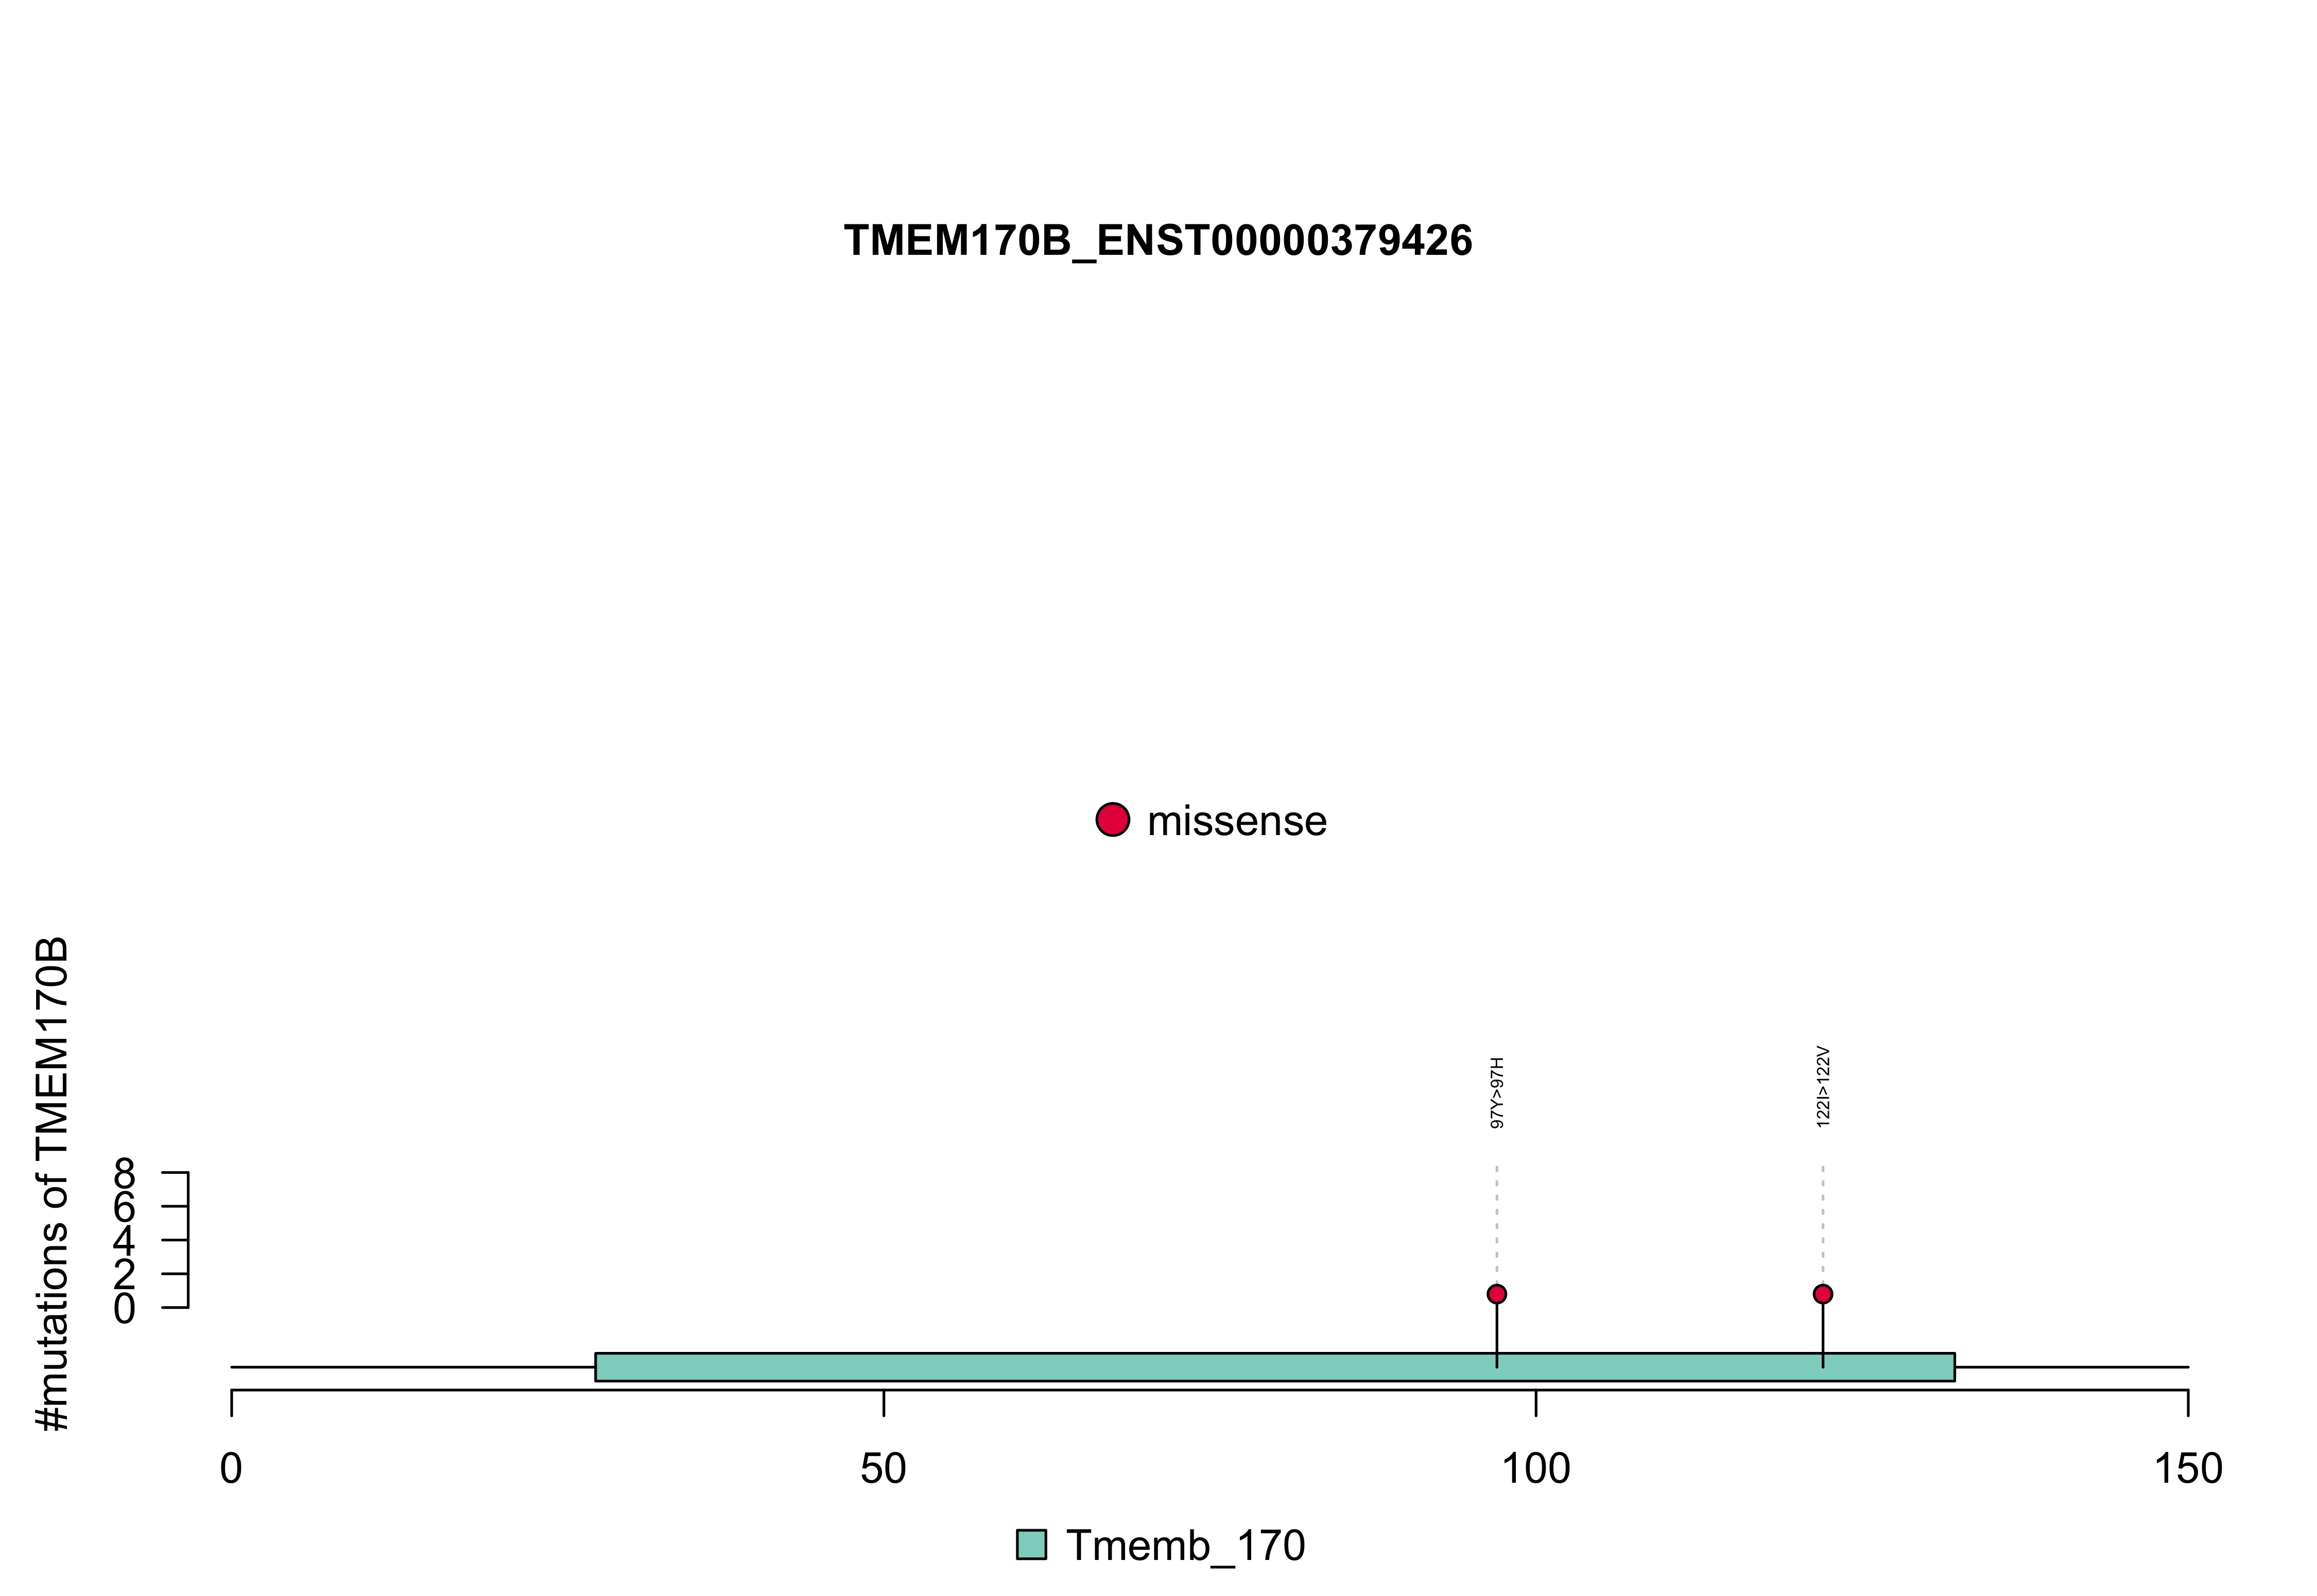 TMEM170B_ENST00000379426
missense
#mutations of TMEM170B
97Y>97H
122I>122V
8
6
4
2
0
0 50 100 150
Tmemb_170